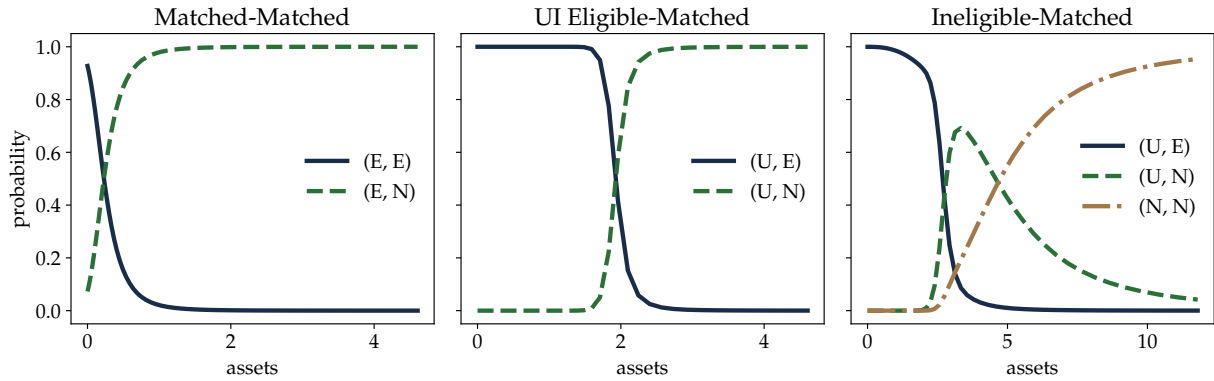 Matched-Matched
probability
1.0
0.8
0.6
0.4
0.2
0.0
(E, E)
(E, N)
0 2 4
assets
UI Eligible-Matched
(U, E)
(U, N)
0 2 4
assets
Ineligible-Matched
(U, E)
(U, N)
(N, N)
0 5 10
assets